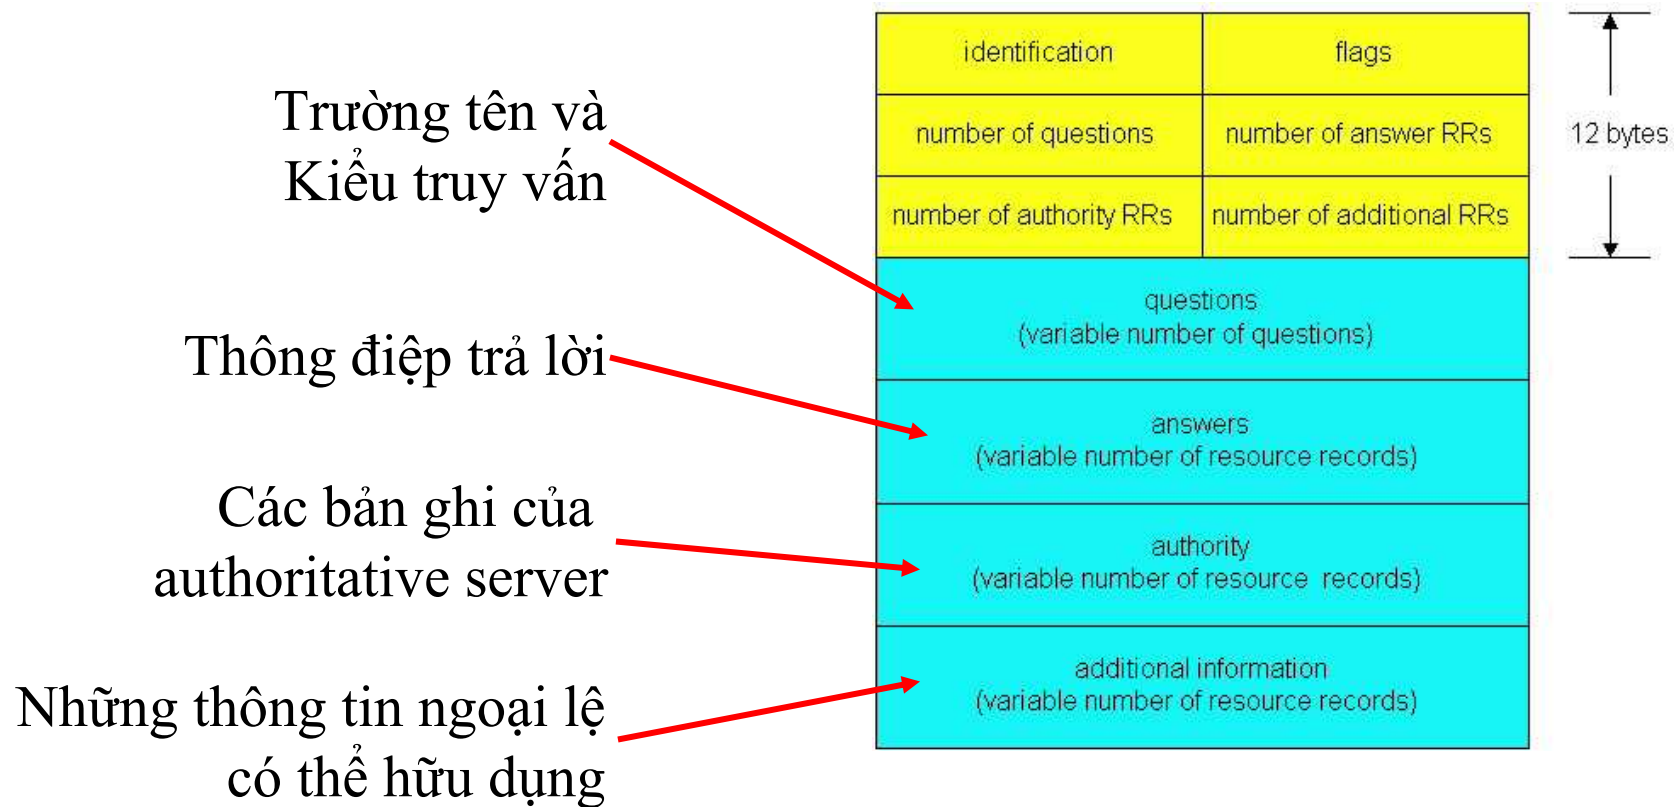 Trường tên và
Kiểu truy vấn
Thông điệp trả lời
Các bản ghi của
authoritative server
Những thông tin ngoại lệ
có thể hữu dụng
identification
flags
number of questions
number of answer RRs
number of authority RRs
number of additional RRs
12 bytes
questions
(variable number of questions)
answers
(variable number of resource records)
authority
(variable number of resource records)
additional information
(variable number of resource records)